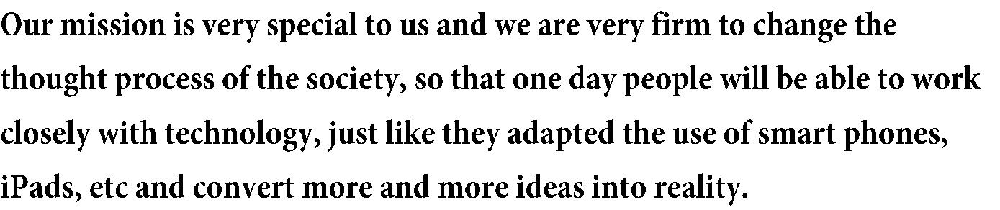 Our mission is very special to us and we are very firm to change the
thought process of the society, so that one day people will be able to work
closely with technology, just like they adapted the use of smart phones,
iPads, etc and convert more and more ideas into reality.